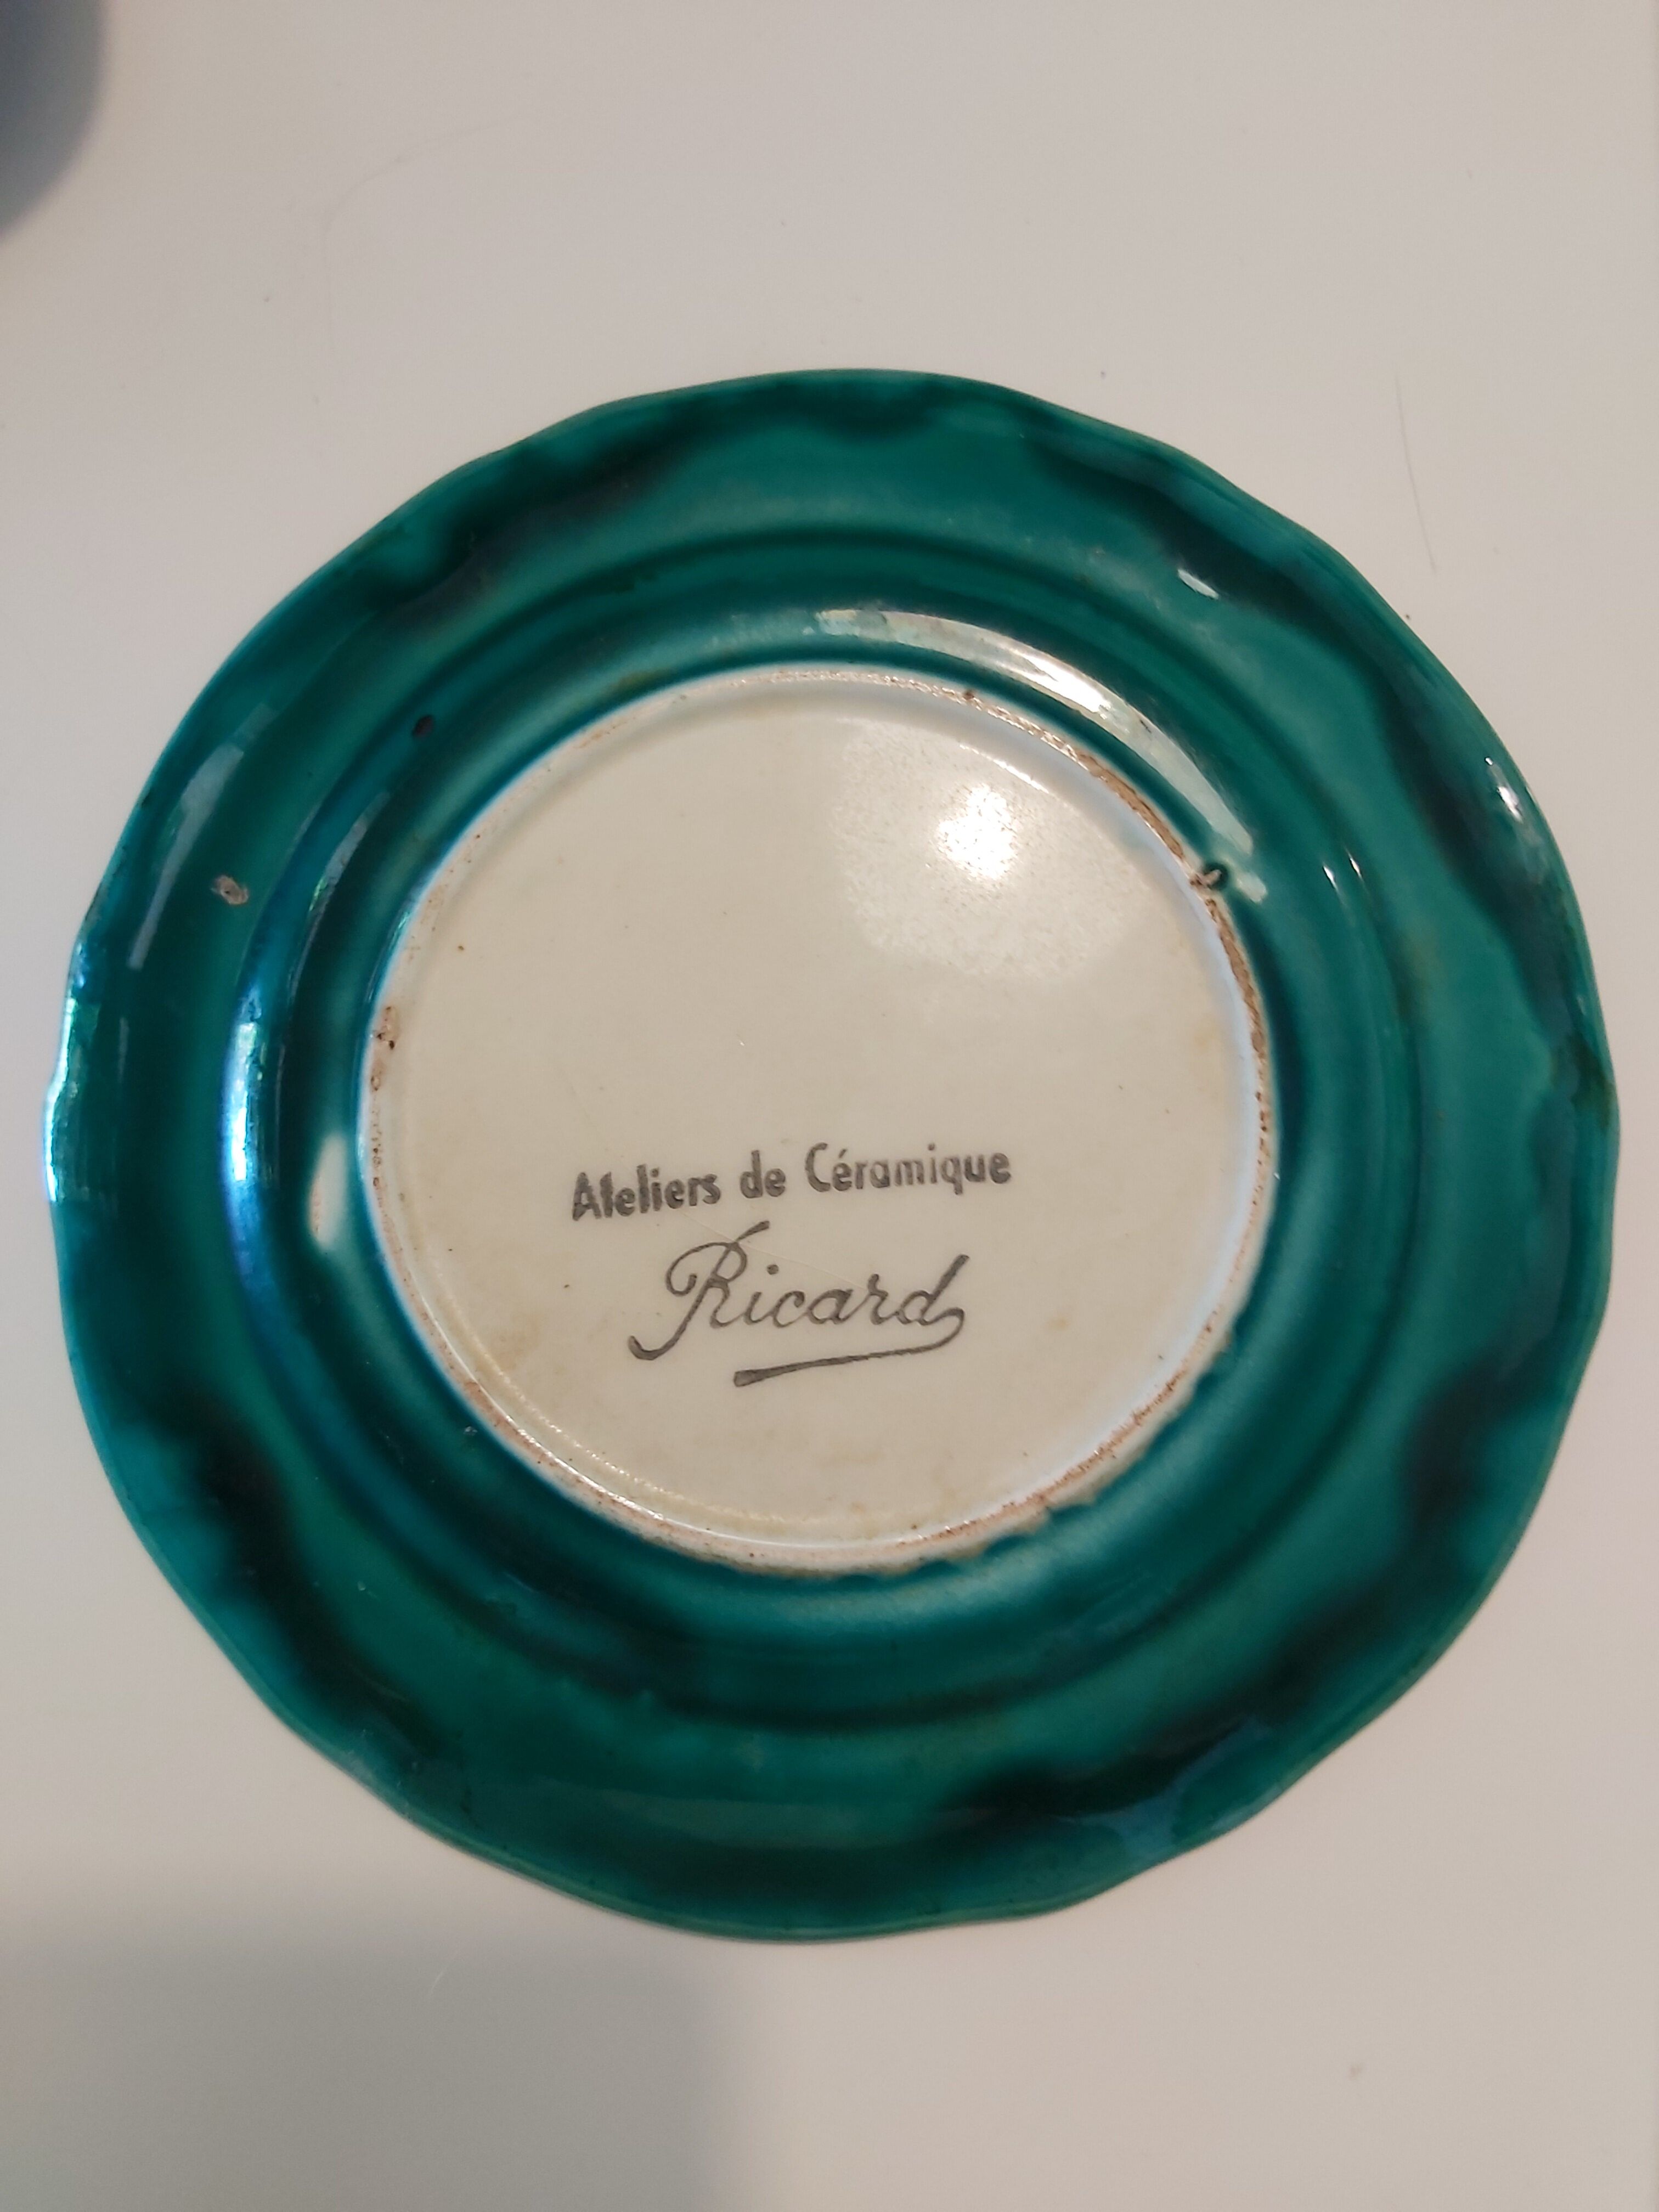 Ateliers de Céramique
Ricard